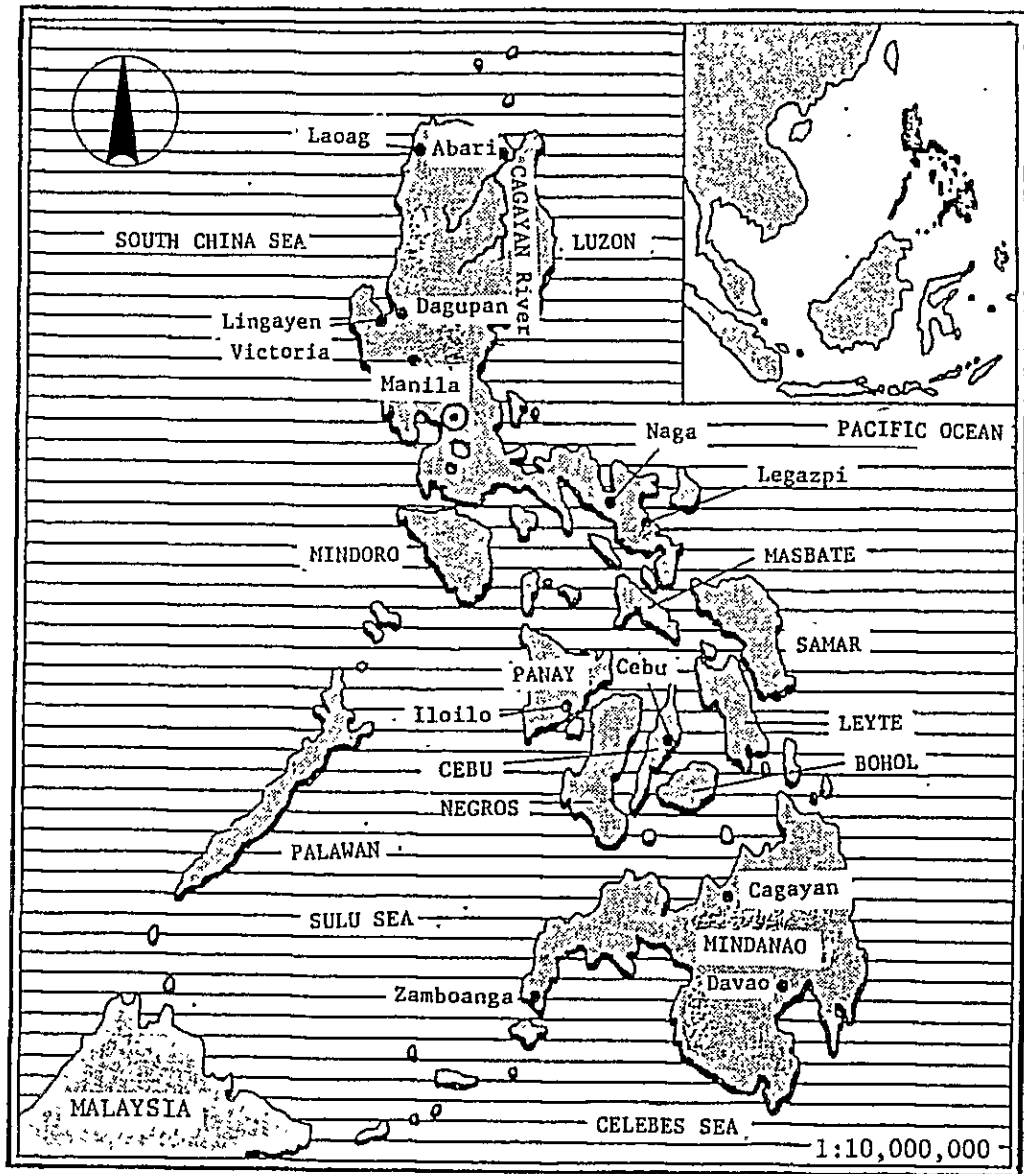 Laoag
Abari
CAGAYAN River
SOUTH CHINA SEA
LUZON
Dagupan
Lingayen
Victoria
Manila
Naga
PACIFIC OCEAN
Legazpi
MINDORO
MASBATE
SAMAR
PANAY
Cebu
Iloilo
LEYTE
CEBU
BOHOL
NEGROS
PALAWAN
Cagayan
SULU SEA
MINDANAO
Davao
Zamboanga
MALAYSIA
CELEBES SEA
1:10,000,000